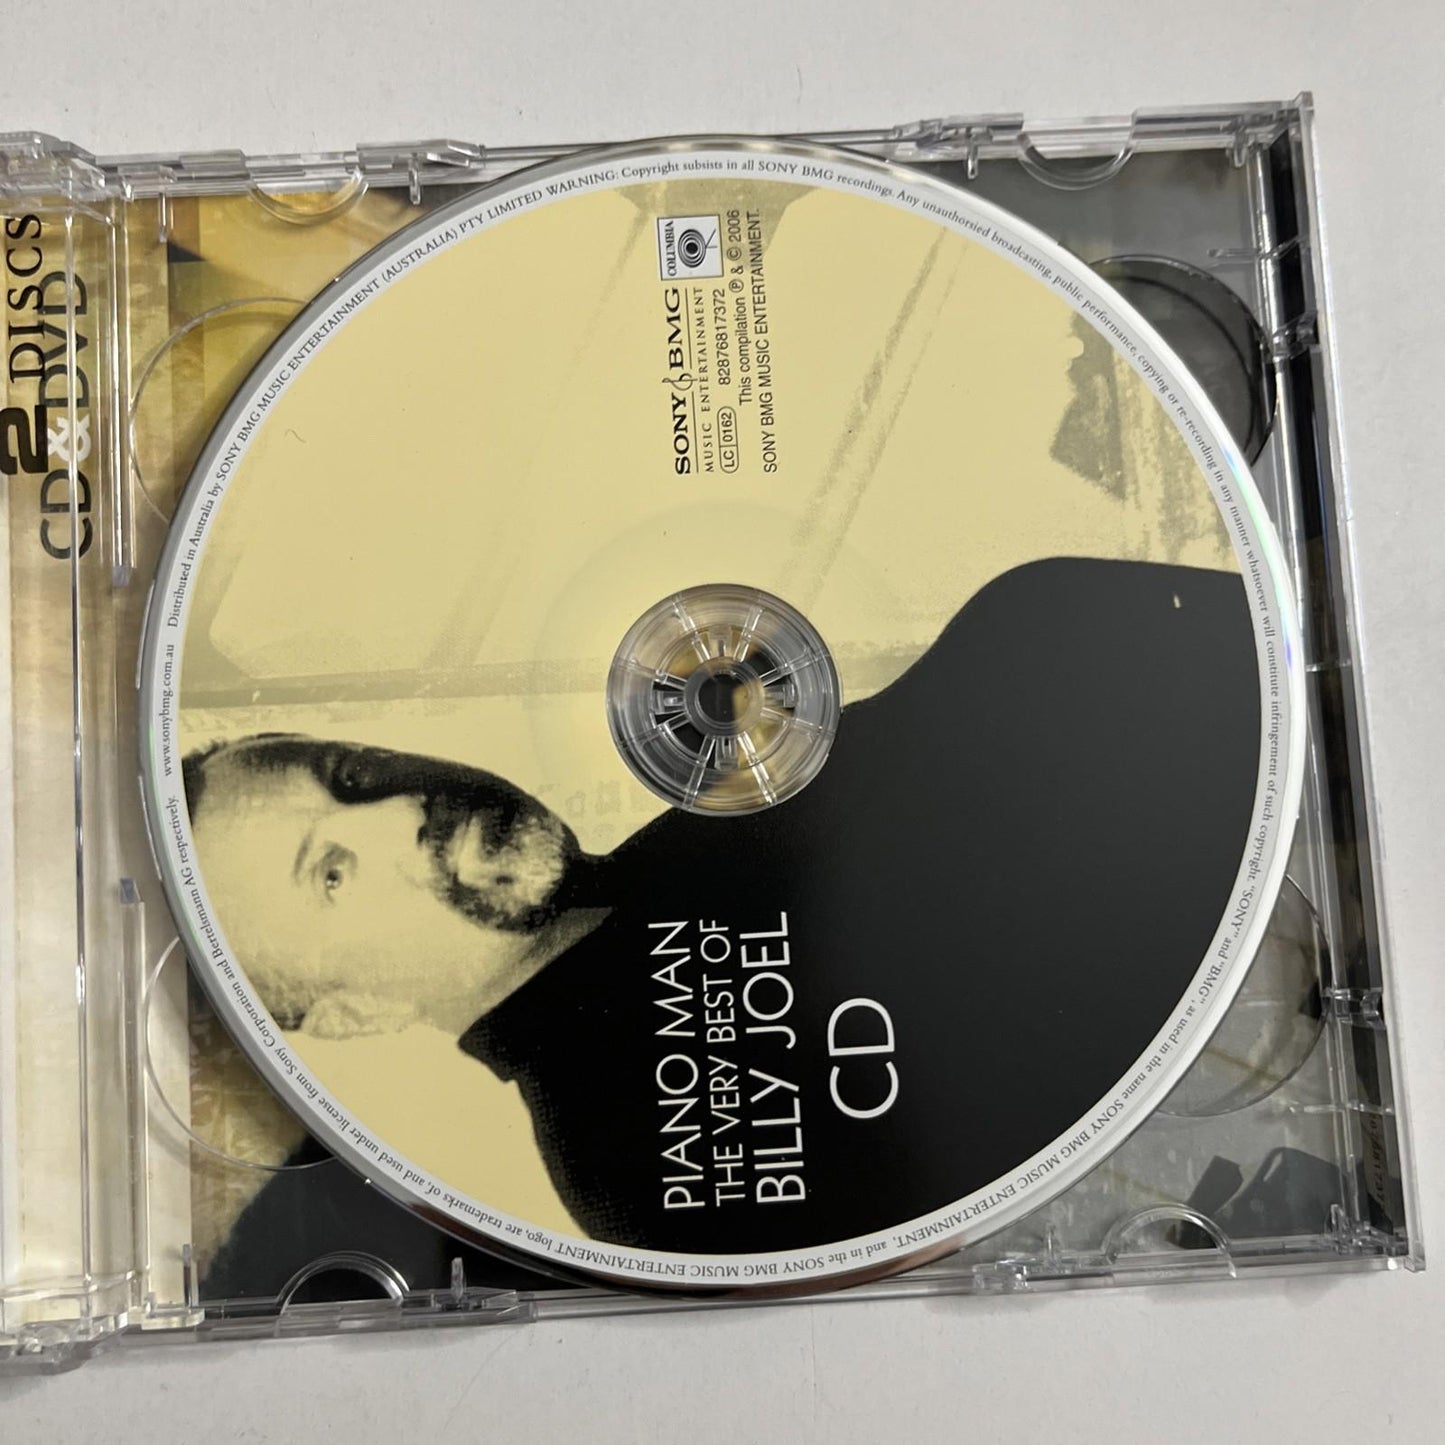 2 DISCS
CD & DVD
COLUMBIA
SONY BMG
MUSIC ENTERTAINMENT
LC 0162 82876817372
This compilation ℗ & © 2006
SONY BMG MUSIC ENTERTAINMENT.
PIANO MAN
THE VERY BEST OF
BILLY JOEL
CD
Distributed in Australia by SONY BMG MUSIC ENTERTAINMENT (AUSTRALIA) PTY LIMITED WARNING: Copyright subsists in all SONY BMG recordings. Any unauthorsied broadcasting, public performance, copying or re-recording in any manner whatsoever will constitute infringement of such copyright. "SONY" and "BMG", as used in the name SONY BMG MUSIC ENTERTAINMENT, and in the SONY BMG MUSIC ENTERTAINMENT logo, are trademarks of, and used under license from Sony Corporation and Bertelsmann AG respectively. www.sonybmg.com.au